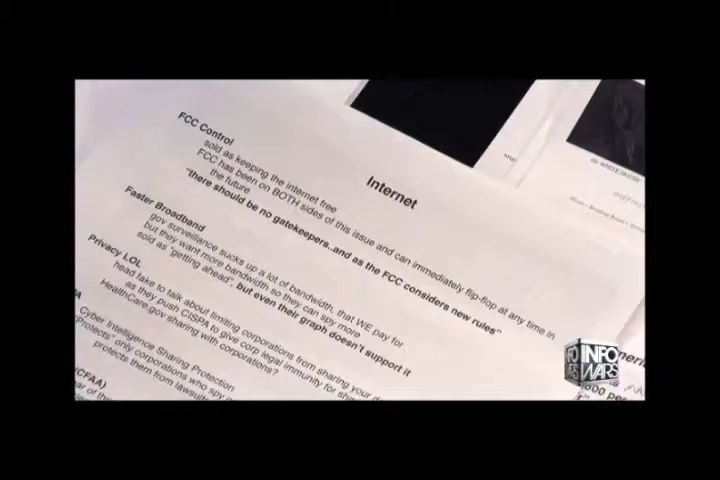 Internet
FCC Control
sold as keeping the internet free
FCC has been on BOTH sides of this issue and can immediately flip-flop at any time in
the future
"there should be no gatekeepers..and as the FCC considers new rules"
Faster Broadband
gov surveillance sucks up a lot of bandwidth, that WE pay for
but they want more bandwidth so they can spy more
sold as "getting ahead", but even their graph doesn't support it
Privacy LOL
head lake to talk about limiting corporations from sharing your
as they push CISPA to give corp legal immunity for
HealthCare.gov sharing with corporations?
Cyber Intelligence Sharing Protection
Protects" only corporations who spy
protects them from
CFAA)
INFO
WARS